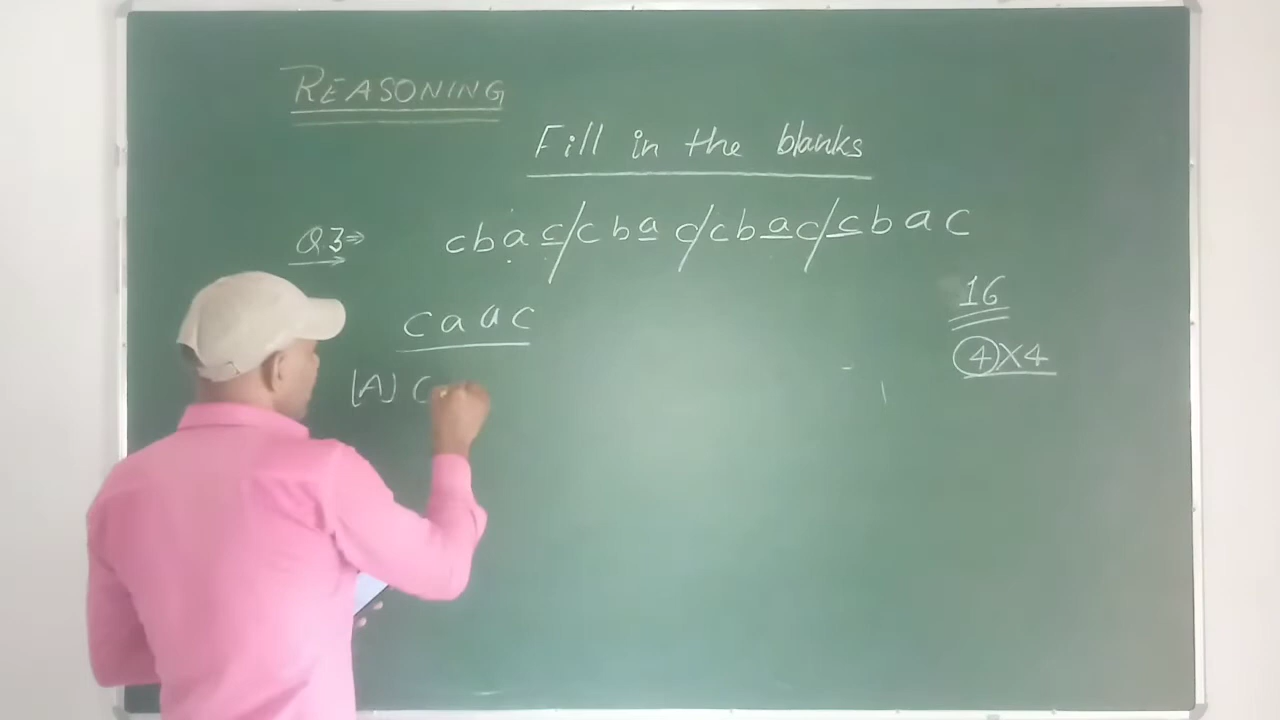 REASONING
Fill in the blanks
Q3⇒ cbac/cbac/cbac/cbac
16
caac
4×4
(A) C